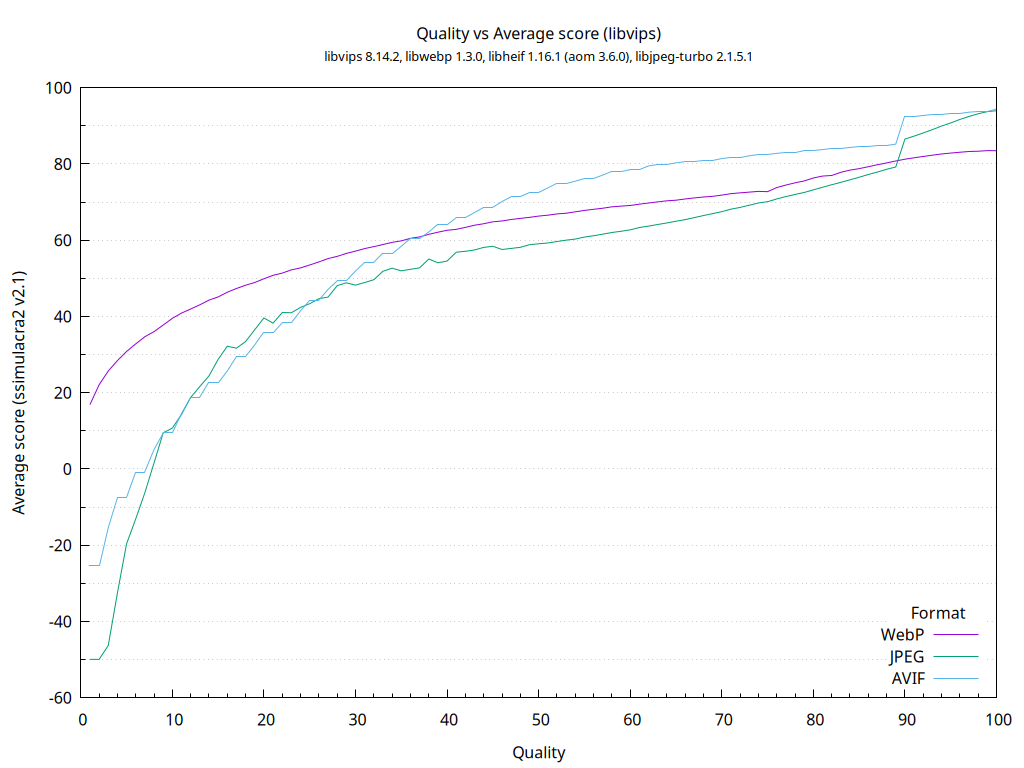 Quality vs Average score (libvips)
libvips 8.14.2, libwebp 1.3.0, libheif 1.16.1 (aom 3.6.0), libjpeg-turbo 2.1.5.1
Average score (ssimulacra2 v2.1)
100
80
60
40
20
0
-20
-40
-60
Format
WebP
JPEG
AVIF
0 10 20 30 40 50 60 70 80 90 100
Quality